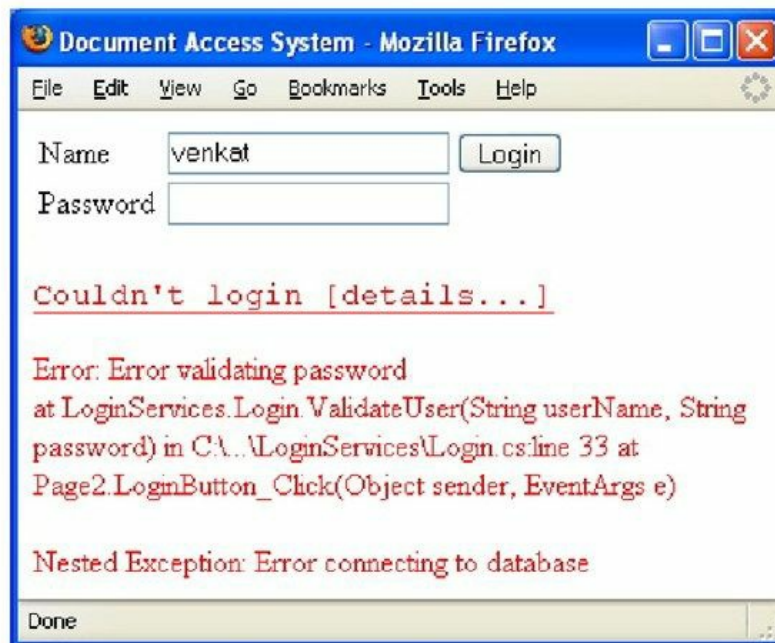 Document Access System - Mozilla Firefox
File Edit View Go Bookmarks Tools Help
Name venkat Login
Password
Couldn't login [details...]
Error: Error validating password
at LoginServices.Login.ValidateUser(String userName, String
password) in C:\...\LoginServices\Login.cs:line 33 at
Page2.LoginButton_Click(Object sender, EventArgs e)
Nested Exception: Error connecting to database
Done